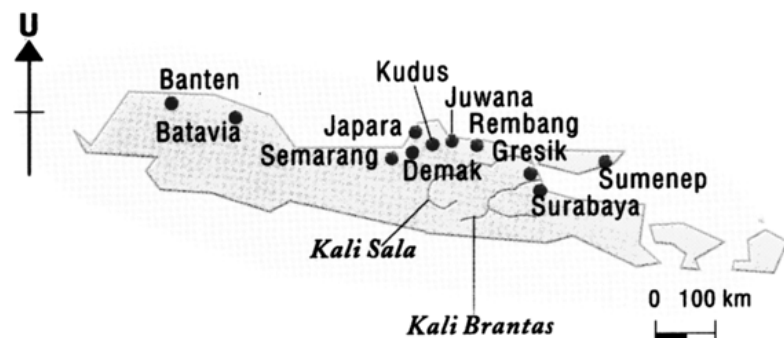 U
Banten
Batavia
Kudus
Juwana
Japara
Rembang
Semarang
Demak
Gresik
Sumenep
Surabaya
Kali Sala
Kali Brantas
0 100 km